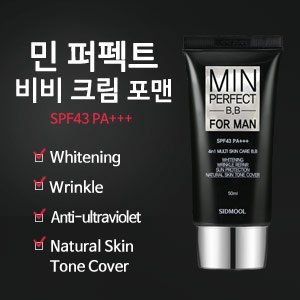 민 퍼펙트
비비 크림 포맨
SPF43 PA+++
Whitening
Wrinkle
Anti-ultraviolet
Natural Skin
Tone Cover
MIN
PERFECT
B,B
FOR MAN
SPF43 PA+++
4in1 MULTI SKIN CARE B,B
WHITENING
WRINKLE REPAIR
SUN PROTECTION
NATURAL SKIN TONE COVER
50ml
SIDMOOL